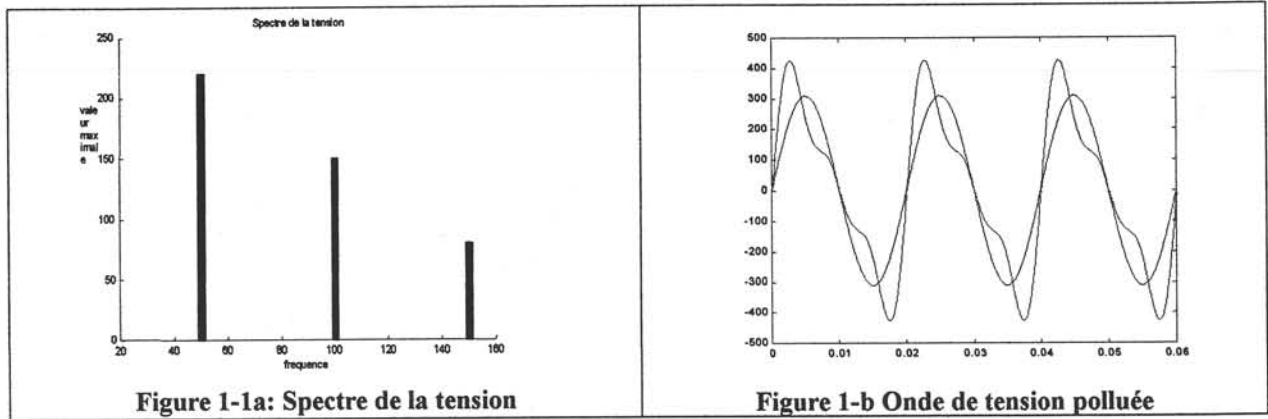 Spectre de la tension
250
200
150
100
50
0
vale
ur
max
imal
e
20 40 60 80 100 120 140 160
frequence
Figure 1-1a: Spectre de la tension
500
400
300
200
100
0
-100
-200
-300
-400
-500
0 0.01 0.02 0.03 0.04 0.05 0.06
Figure 1-b Onde de tension polluée